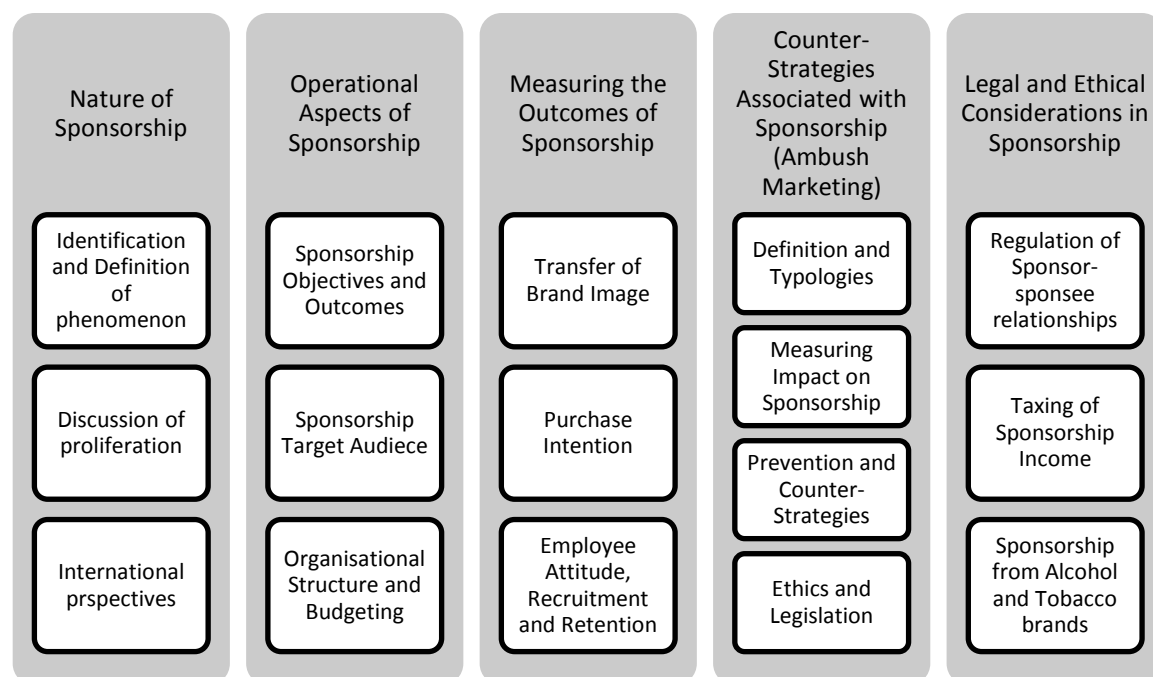 Nature of
Sponsorship
Identification
and Definition
of
phenomenon
Discussion of
proliferation
International
prspectives
Operational
Aspects of
Sponsorship
Sponsorship
Objectives and
Outcomes
Sponsorship
Target Audiece
Organisational
Structure and
Budgeting
Measuring the
Outcomes of
Sponsorship
Transfer of
Brand Image
Purchase
Intention
Employee
Attitude,
Recruitment
and Retention
Counter-
Strategies
Associated with
Sponsorship
(Ambush
Marketing)
Definition and
Typologies
Measuring
Impact on
Sponsorship
Prevention and
Counter-
Strategies
Ethics and
Legislation
Legal and Ethical
Considerations in
Sponsorship
Regulation of
Sponsor-
sponsee
relationships
Taxing of
Sponsorship
Income
Sponsorship
from Alcohol
and Tobacco
brands